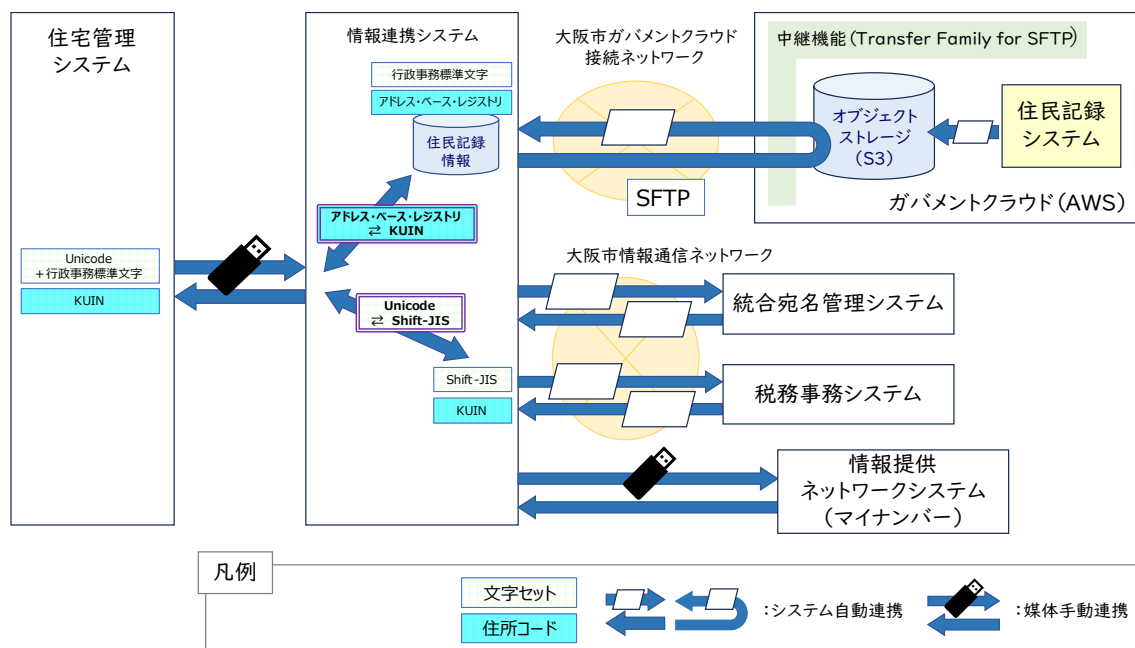 住宅管理
システム
Unicode
+行政事務標準文字
KUIN
情報連携システム
行政事務標準文字
アドレス・ベース・レジストリ
住民記録
情報
アドレス・ベース・レジストリ
⇄ KUIN
Unicode
⇄ Shift-JIS
Shift-JIS
KUIN
大阪市ガバメントクラウド
接続ネットワーク
SFTP
中継機能(Transfer Family for SFTP)
オブジェクト
ストレージ
(S3)
住民記録
システム
ガバメントクラウド(AWS)
大阪市情報通信ネットワーク
統合宛名管理システム
税務事務システム
情報提供
ネットワークシステム
(マイナンバー)
凡例
文字セット
住所コード
:システム自動連携
:媒体手動連携